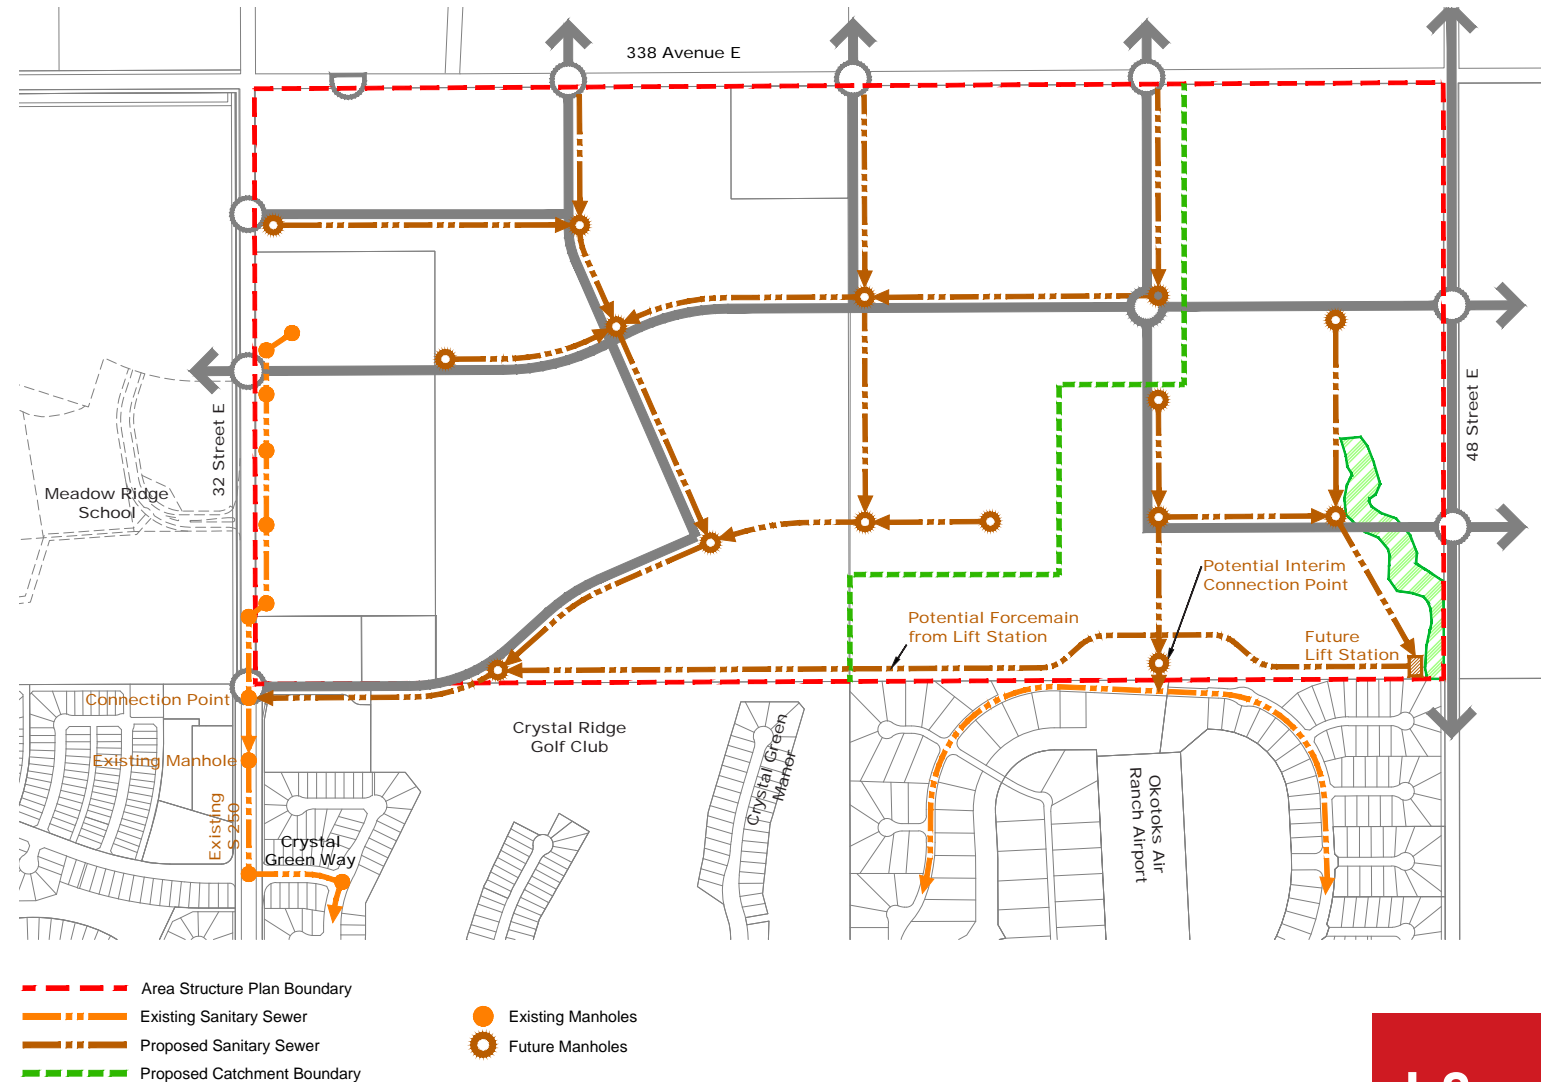 338 Avenue E
32 Street E
48 Street E
Meadow Ridge
School
Potential Interim
Connection Point
Potential Forcemain
from Lift Station
Future
Lift Station
Connection Point
Existing Manhole
Existing
S 250
Crystal
Green Way
Crystal Ridge
Golf Club
Crystal Green
Manor
Okotoks Air
Ranch Airport
Area Structure Plan Boundary
Existing Sanitary Sewer
Proposed Sanitary Sewer
Proposed Catchment Boundary
Existing Manholes
Future Manholes